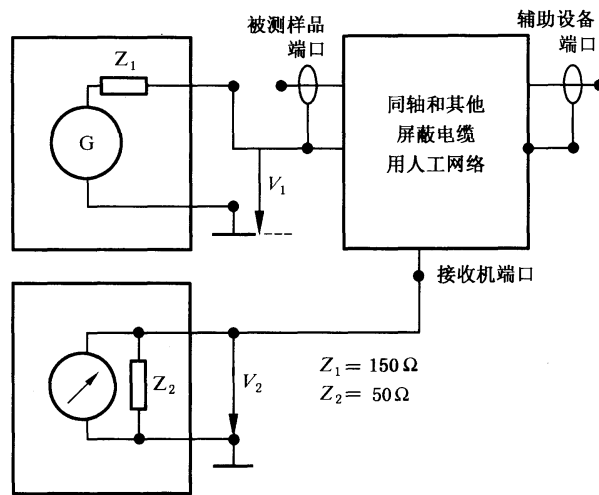 被测样品
端口
辅助设备
端口
Z₁
G
V₁
同轴和其他
屏蔽电缆
用人工网络
接收机端口
Z₂
V₂
Z₁ = 150 Ω
Z₂ = 50 Ω